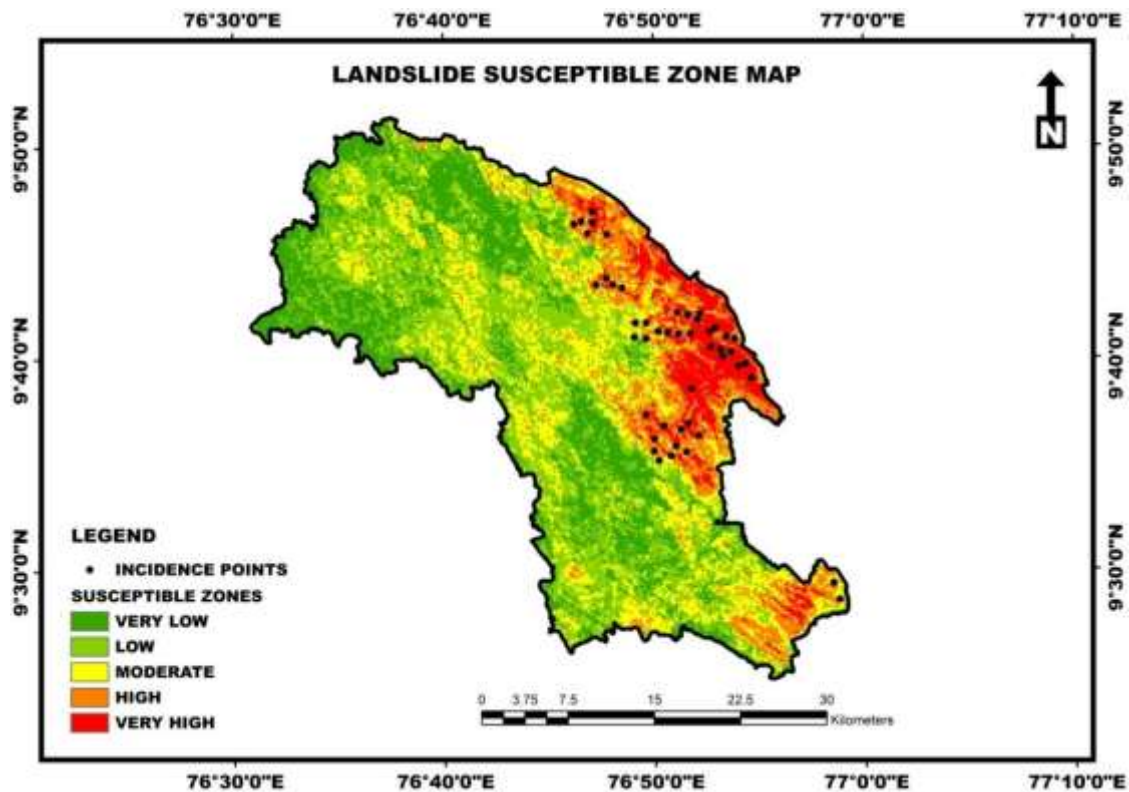 76°30'0"E 76°40'0"E 76°50'0"E 77°0'0"E 77°10'0"E
LANDSLIDE SUSCEPTIBLE ZONE MAP
N
9°50'0"N 9°50'0"N
9°40'0"N 9°40'0"N
9°30'0"N 9°30'0"N
LEGEND
INCIDENCE POINTS
SUSCEPTIBLE ZONES
VERY LOW
LOW
MODERATE
HIGH
VERY HIGH
0 3.75 7.5 15 22.5 30
Kilometers
76°30'0"E 76°40'0"E 76°50'0"E 77°0'0"E 77°10'0"E